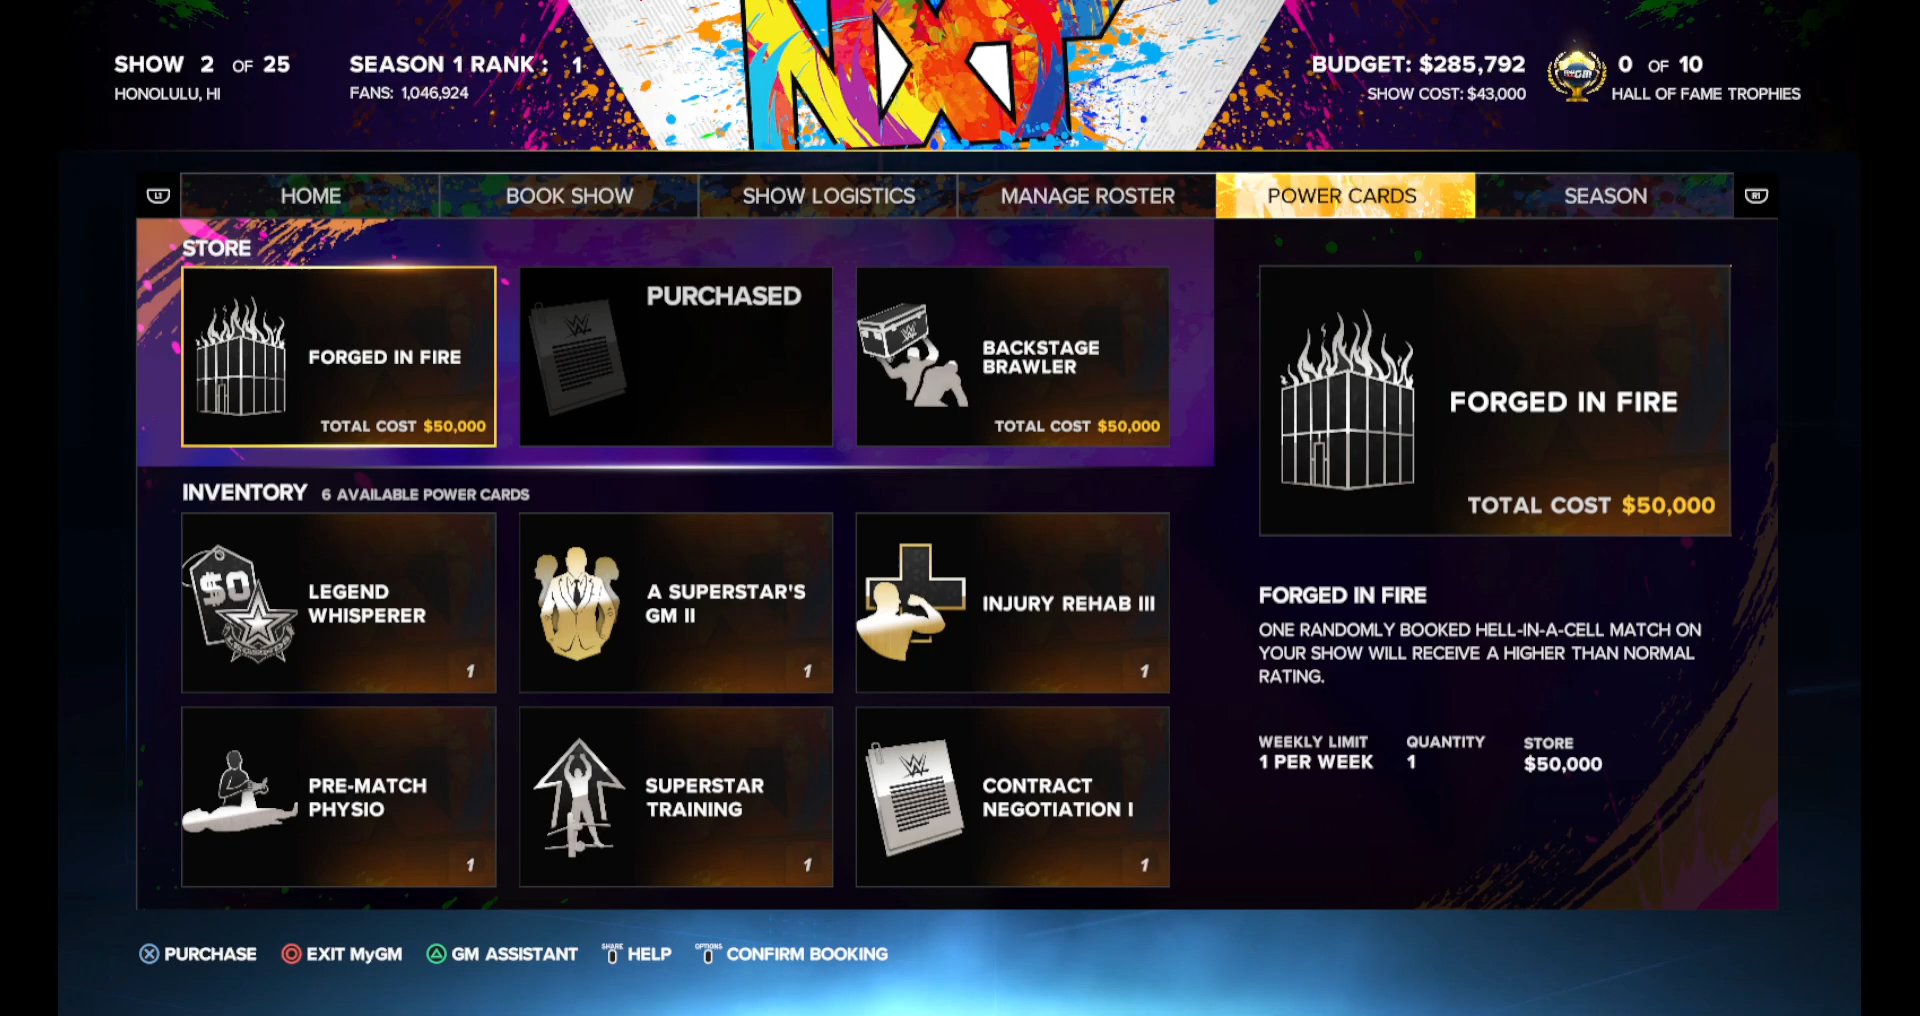 NXT
SHOW 2 OF 25
HONOLULU, HI
SEASON 1 RANK : 1
FANS: 1,046,924
BUDGET: $285,792
SHOW COST: $43,000
0 OF 10
HALL OF FAME TROPHIES
L1
HOME
BOOK SHOW
SHOW LOGISTICS
MANAGE ROSTER
POWER CARDS
SEASON
R1
STORE
FORGED IN FIRE
TOTAL COST $50,000
PURCHASED
BACKSTAGE
BRAWLER
TOTAL COST $50,000
INVENTORY 6 AVAILABLE POWER CARDS
$0
LEGEND
WHISPERER
1
A SUPERSTAR'S
GM II
1
INJURY REHAB III
1
PRE-MATCH
PHYSIO
1
SUPERSTAR
TRAINING
1
CONTRACT
NEGOTIATION I
1
FORGED IN FIRE
TOTAL COST $50,000
FORGED IN FIRE
ONE RANDOMLY BOOKED HELL-IN-A-CELL MATCH ON
YOUR SHOW WILL RECEIVE A HIGHER THAN NORMAL
RATING.
WEEKLY LIMIT
1 PER WEEK
QUANTITY
1
STORE
$50,000
PURCHASE
EXIT MyGM
GM ASSISTANT
SHARE
HELP
OPTIONS
CONFIRM BOOKING